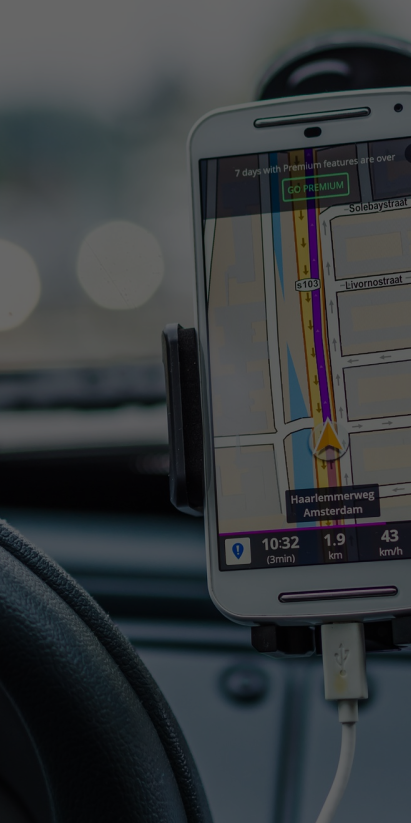 7 days with Premium features are over
GO PREMIUM
Solebaystraat
s103
Livornostraat
Haarlemmerweg
Amsterdam
10:32
(3min)
1.9
km
43
km/h